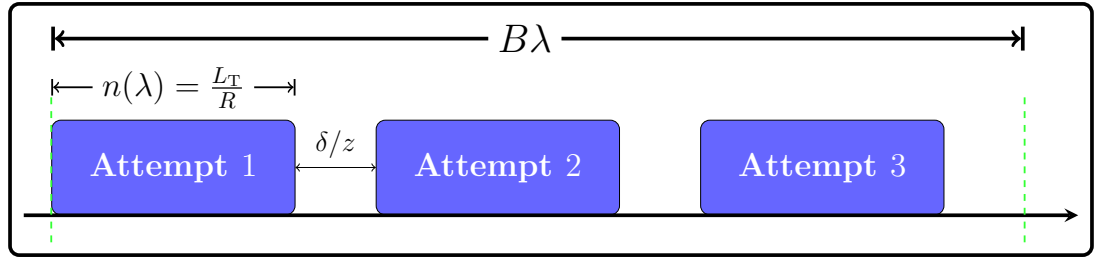 Bλ
n(λ) = L_T/R
δ/z
Attempt 1
Attempt 2
Attempt 3